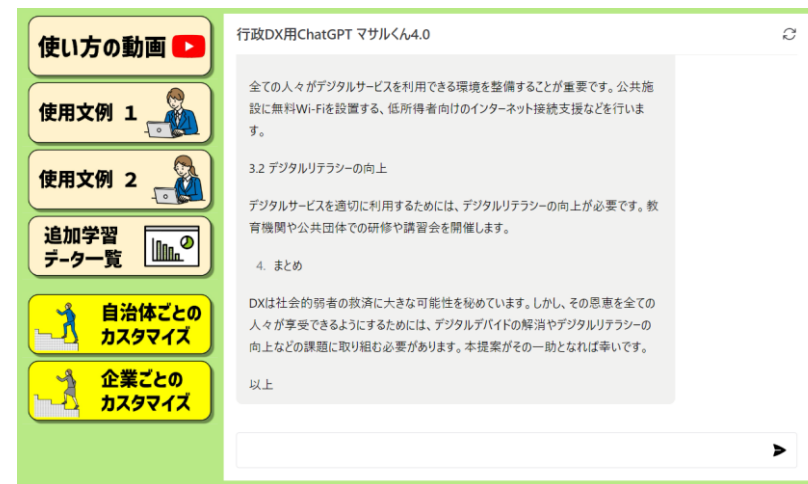 使い方の動画
使用文例 1
使用文例 2
追加学習
データ一覧
自治体ごとの
カスタマイズ
企業ごとの
カスタマイズ
行政DX用ChatGPT マサルくん4.0
全ての人々がデジタルサービスを利用できる環境を整備することが重要です。公共施
設に無料Wi-Fiを設置する、低所得者向けのインターネット接続支援などを行いま
す。
3.2 デジタルリテラシーの向上
デジタルサービスを適切に利用するためには、デジタルリテラシーの向上が必要です。教
育機関や公共団体での研修や講習会を開催します。
4. まとめ
DXは社会的弱者の救済に大きな可能性を秘めています。しかし、その恩恵を全ての
人々が享受できるようにするためには、デジタルデバイドの解消やデジタルリテラシーの
向上などの課題に取り組む必要があります。本提案がその一助となれば幸いです。
以上